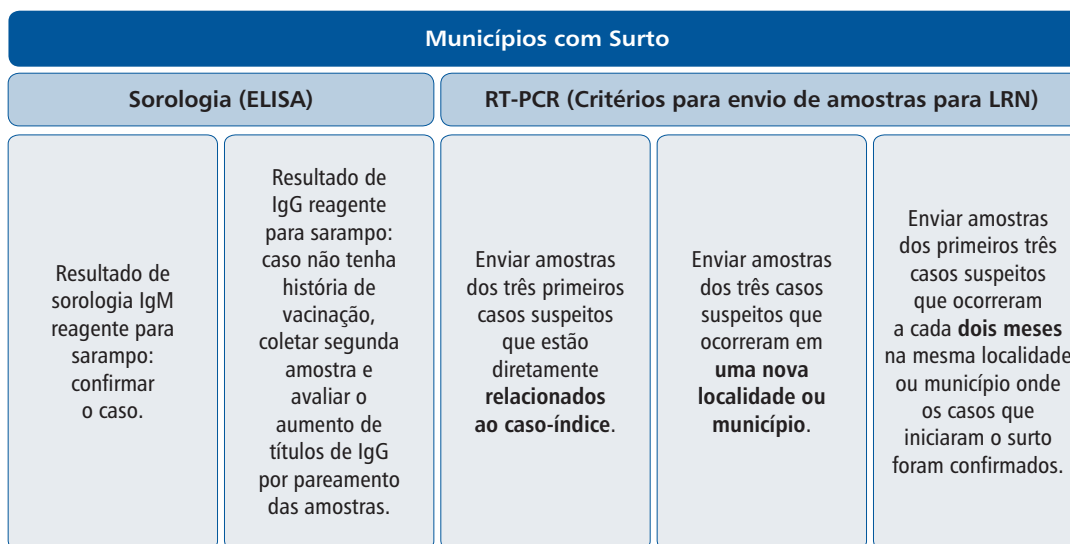 Municípios com Surto
Sorologia (ELISA)
RT-PCR (Critérios para envio de amostras para LRN)
Resultado de
sorologia IgM
reagente para
sarampo:
confirmar
o caso.
Resultado de
IgG reagente
para sarampo:
caso não tenha
história de
vacinação,
coletar segunda
amostra e
avaliar o
aumento de
títulos de IgG
por pareamento
das amostras.
Enviar amostras
dos três primeiros
casos suspeitos
que estão
diretamente
relacionados
ao caso-índice.
Enviar amostras
dos três casos
suspeitos que
ocorreram em
uma nova
localidade ou
município.
Enviar amostras
dos primeiros três
casos suspeitos
que ocorreram
a cada dois meses
na mesma localidade
ou município onde
os casos que
iniciaram o surto
foram confirmados.